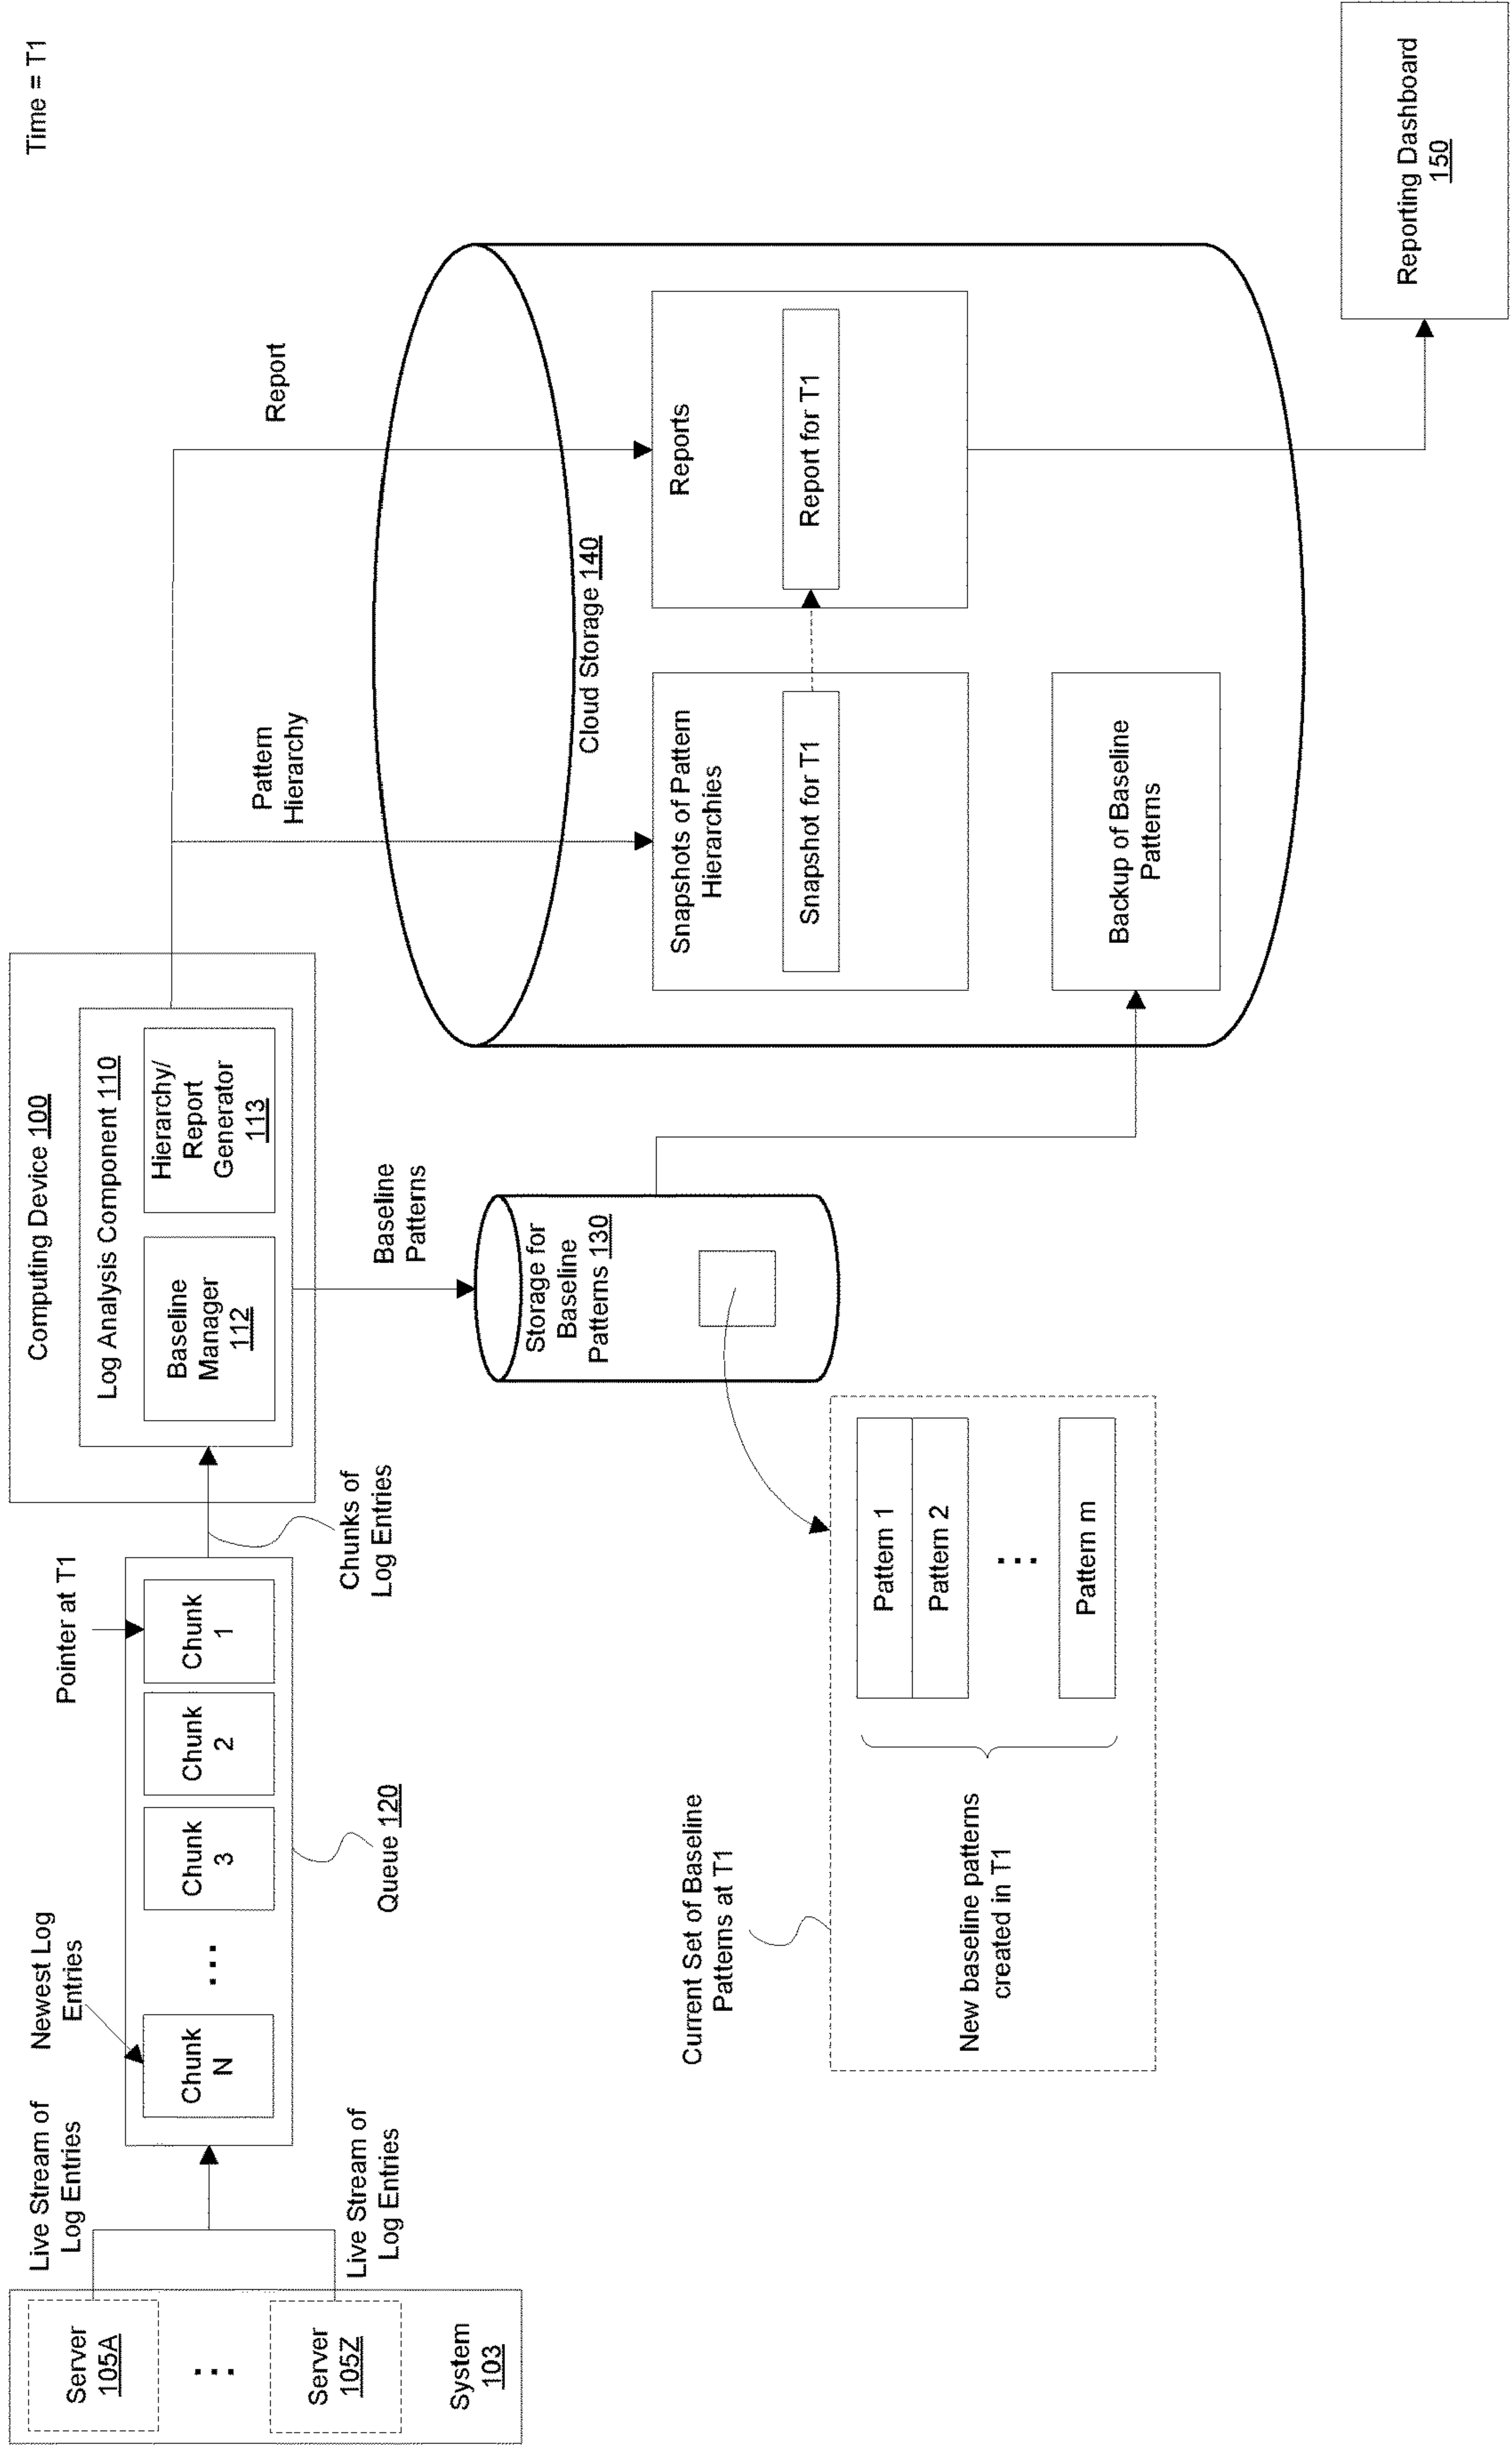 Time = T1
Server
105A
Server
105Z
System
103
Live Stream of
Log Entries
Live Stream of
Log Entries
Newest Log
Entries
Pointer at T1
Chunk
N
...
Chunk
3
Chunk
2
Chunk
1
Queue 120
Chunks of
Log Entries
Computing Device 100
Log Analysis Component 110
Baseline
Manager
112
Hierarchy/
Report
Generator
113
Baseline
Patterns
Pattern
Hierarchy
Report
Storage for
Baseline
Patterns 130
Current Set of Baseline
Patterns at T1
New baseline patterns
created in T1
Pattern 1
Pattern 2
...
Pattern m
Cloud Storage 140
Snapshots of Pattern
Hierarchies
Snapshot for T1
Reports
Report for T1
Backup of Baseline
Patterns
Reporting Dashboard
150